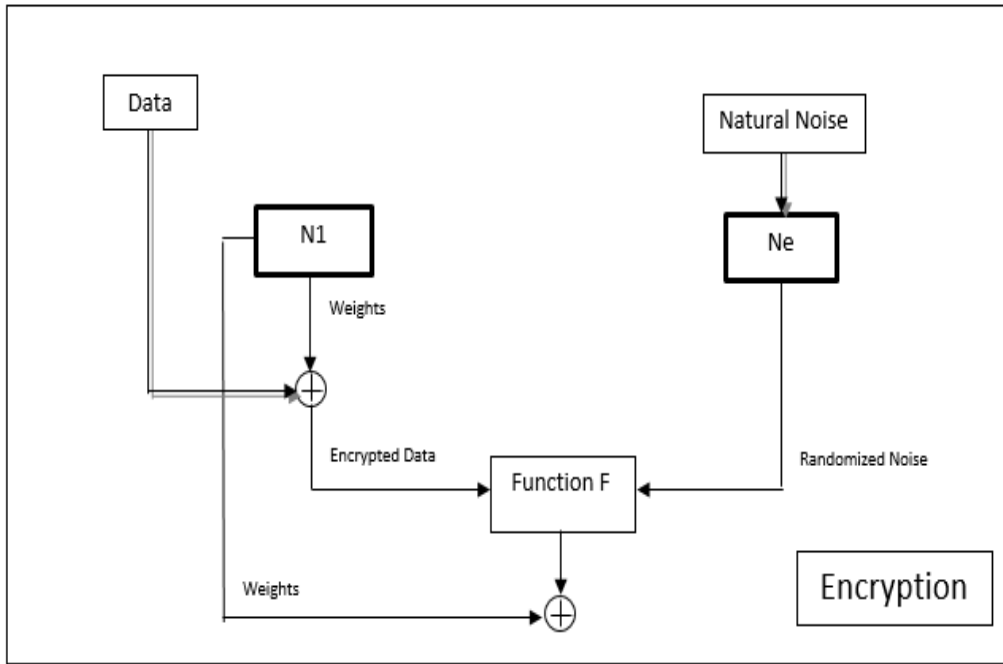 Data
Natural Noise
N1
Ne
Weights
Encrypted Data
Randomized Noise
Function F
Weights
Encryption